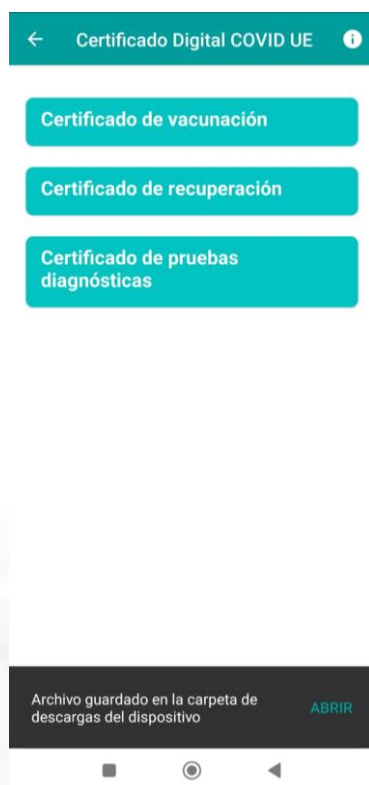 Certificado Digital COVID UE
Certificado de vacunación
Certificado de recuperación
Certificado de pruebas
diagnósticas
Archivo guardado en la carpeta de
descargas del dispositivo
ABRIR